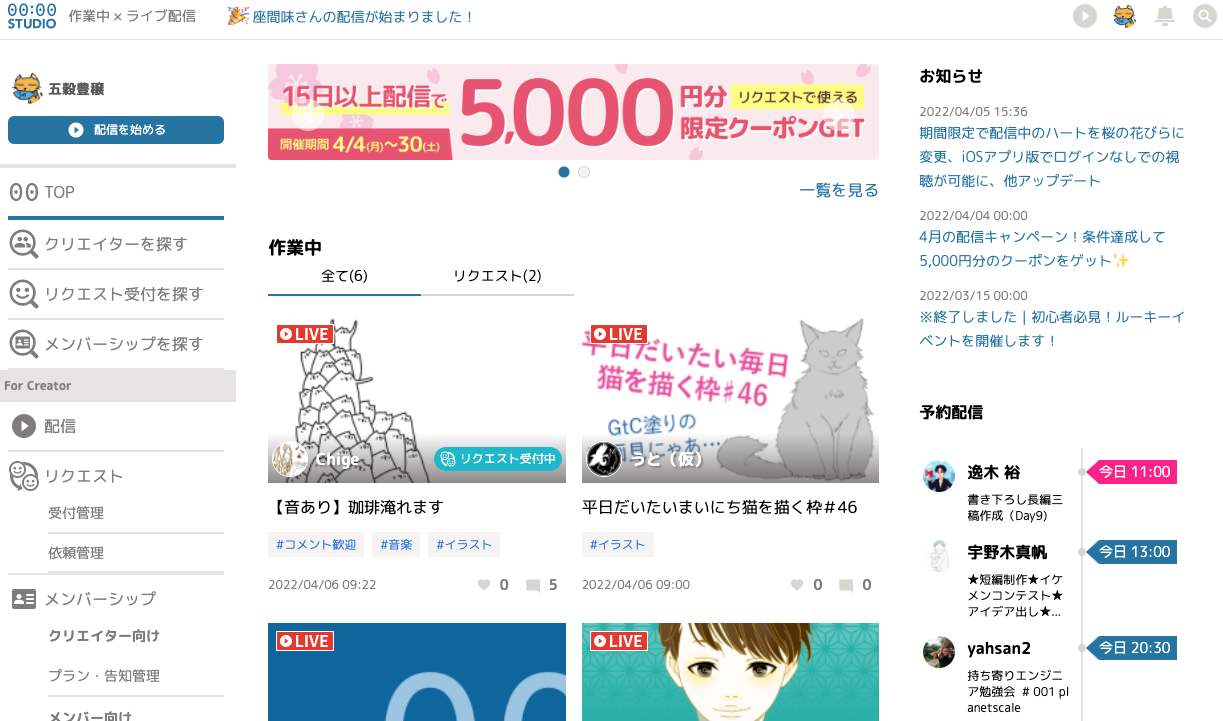 00:00
STUDIO
作業中 × ライブ配信
座間味さんの配信が始まりました！
五穀豊穣
配信を始める
TOP
クリエイターを探す
リクエスト受付を探す
メンバーシップを探す
For Creator
配信
リクエスト
受付管理
依頼管理
メンバーシップ
クリエイター向け
プラン・告知管理
メンバー向け
15日以上配信で
5,000
円分
リクエストで使える
限定クーポンGET
開催期間 4/4(月)〜30(土)
一覧を見る
作業中
全て(6)
リクエスト(2)
LIVE
Chige
リクエスト受付中
【音あり】珈琲淹れます
#コメント歓迎
#音楽
#イラスト
2022/04/06 09:22
0
5
LIVE
平日だいたい毎日
猫を描く枠#46
GtC塗りの
うと（仮）
平日だいたいまいにち猫を描く枠＃46
#イラスト
2022/04/06 09:00
0
0
LIVE
LIVE
お知らせ
2022/04/05 15:36
期間限定で配信中のハートを桜の花びらに
変更、iOSアプリ版でログインなしでの視
聴が可能に、他アップデート
2022/04/04 00:00
4月の配信キャンペーン！条件達成して
5,000円分のクーポンをゲット✨
2022/03/15 00:00
※終了しました｜初心者必見！ルーキーイ
ベントを開催します！
予約配信
逸木 裕
今日 11:00
書き下ろし長編三
稿作成（Day9）
宇野木真帆
今日 13:00
★短編制作★イケ
メンコンテスト★
アイデア出し★...
yahsan2
今日 20:30
持ち寄りエンジニ
ア勉強会 ＃001 pl
anetscale